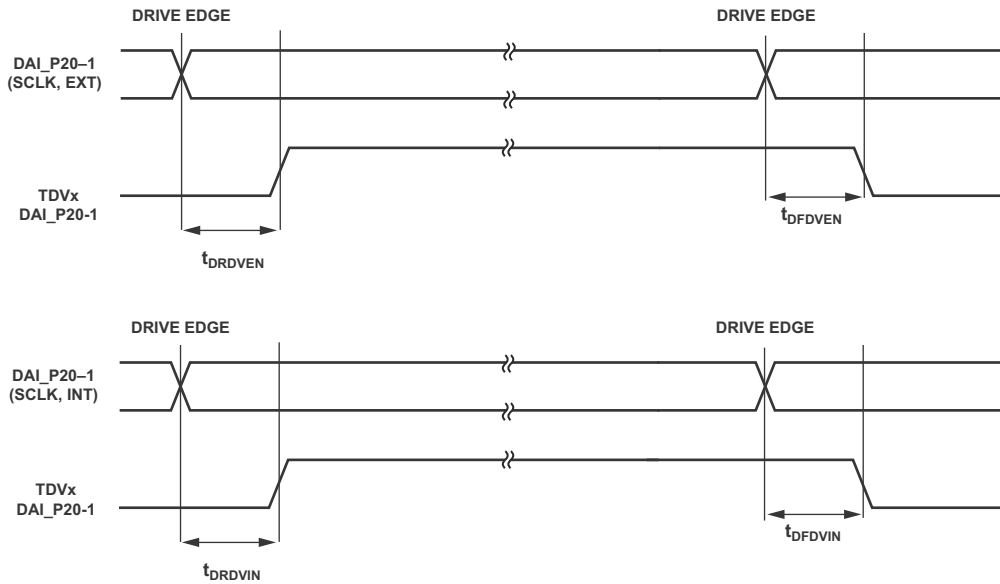 DRIVE EDGE
DRIVE EDGE
DAI_P20–1
(SCLK, EXT)
TDVx
DAI_P20-1
tDFDVEN
tDRDVEN
DRIVE EDGE
DRIVE EDGE
DAI_P20–1
(SCLK, INT)
TDVx
DAI_P20-1
tDFDVIN
tDRDVIN